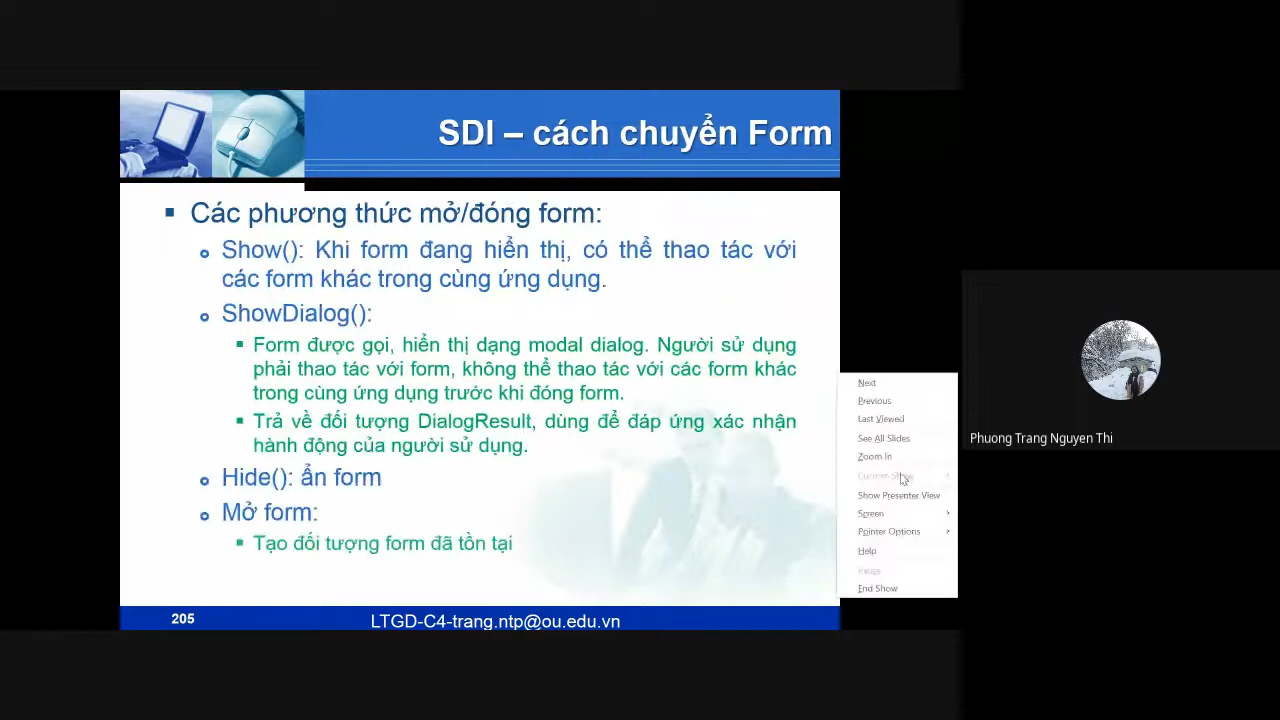 SDI – cách chuyển Form
Các phương thức mở/đóng form:
Show(): Khi form đang hiển thị, có thể thao tác với
các form khác trong cùng ứng dụng.
ShowDialog():
Form được gọi, hiển thị dạng modal dialog. Người sử dụng
phải thao tác với form, không thể thao tác với các form khác
trong cùng ứng dụng trước khi đóng form.
Trả về đối tượng DialogResult, dùng để đáp ứng xác nhận
hành động của người sử dụng.
Hide(): ẩn form
Mở form:
Tạo đối tượng form đã tồn tại
205
LTGD-C4-trang.ntp@ou.edu.vn
Next
Previous
Last Viewed
See All Slides
Zoom In
Show Presenter View
Screen
Pointer Options
Help
End Show
Phuong Trang Nguyen Thi